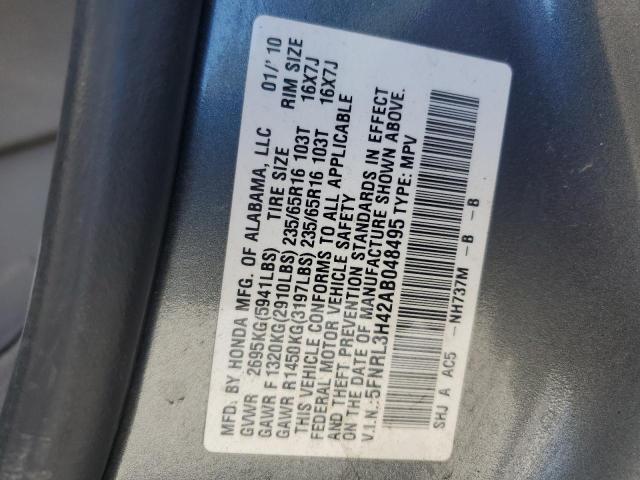 MFD. BY HONDA MFG. OF ALABAMA, LLC 01/'10
GVWR 2695KG(5941LBS) TIRE SIZE RIM SIZE
GAWR F 1320KG(2910LBS) 235/65R16 103T 16X7J
GAWR R1450KG(3197LBS) 235/65R16 103T 16X7J
THIS VEHICLE CONFORMS TO ALL APPLICABLE
FEDERAL MOTOR VEHICLE SAFETY
AND THEFT PREVENTION STANDARDS IN EFFECT
ON THE DATE OF MANUFACTURE SHOWN ABOVE.
V.I.N.:5FNRL3H42AB048495 TYPE: MPV
SHJ A AC5 -NH737M -B -B